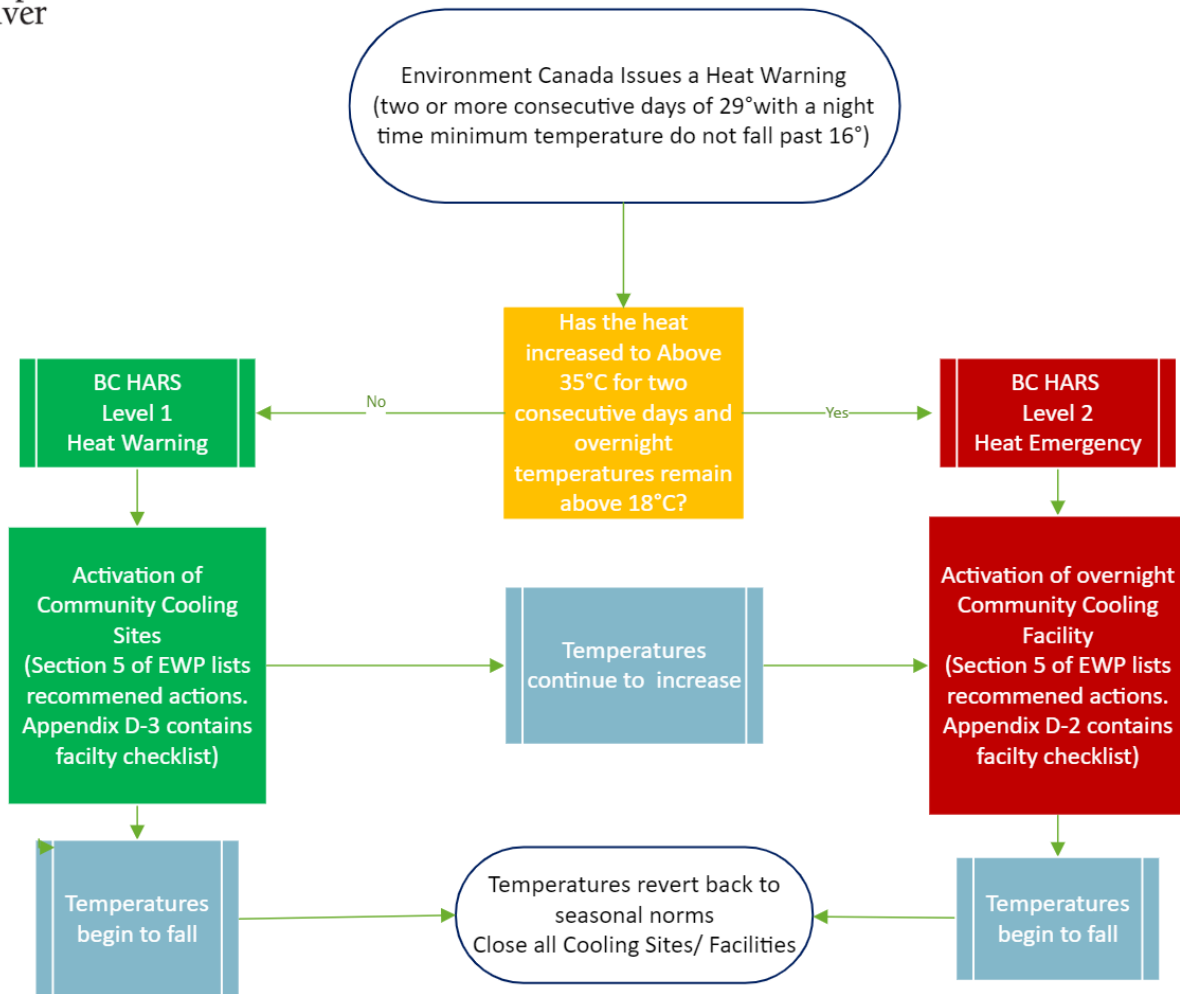 Environment Canada Issues a Heat Warning
(two or more consecutive days of 29°with a night
time minimum temperature do not fall past 16°)
Has the heat
increased to Above
35°C for two
consecutive days and
overnight
temperatures remain
above 18°C?
No
Yes
BC HARS
Level 1
Heat Warning
BC HARS
Level 2
Heat Emergency
Activation of
Community Cooling
Sites
(Section 5 of EWP lists
recommened actions.
Appendix D-3 contains
facilty checklist)
Temperatures
continue to increase
Activation of overnight
Community Cooling
Facility
(Section 5 of EWP lists
recommened actions.
Appendix D-2 contains
facilty checklist)
Temperatures
begin to fall
Temperatures revert back to
seasonal norms
Close all Cooling Sites/ Facilities
Temperatures
begin to fall